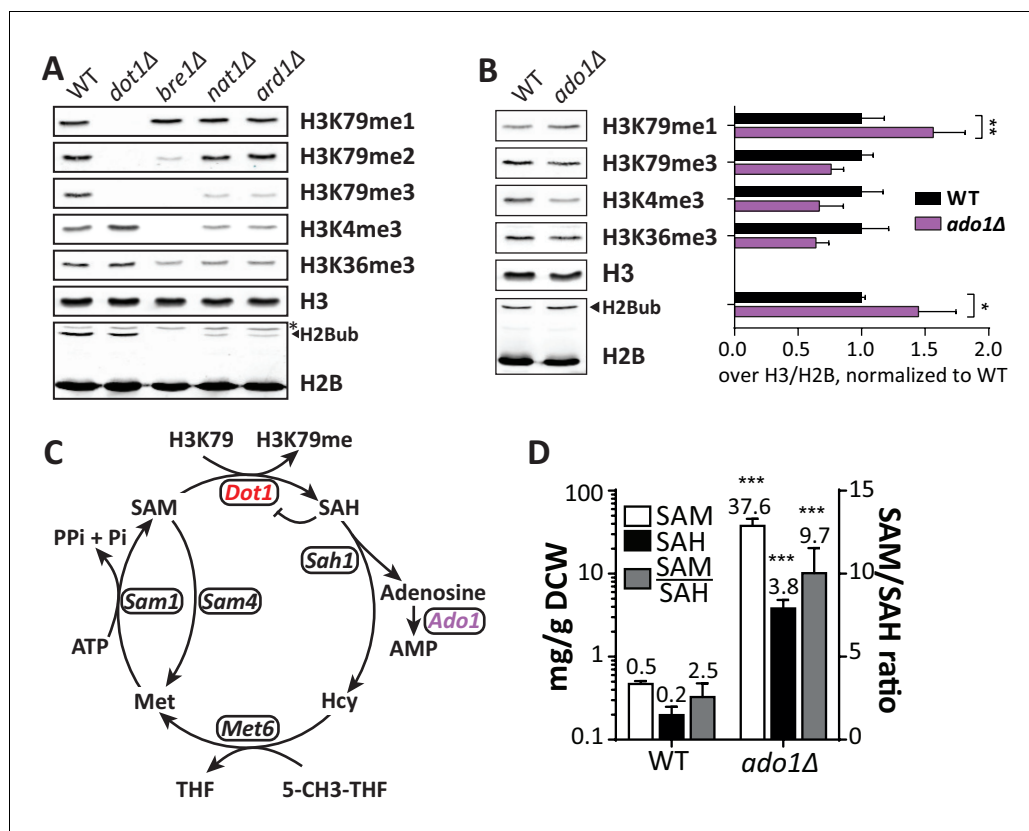 A
WT
dot1Δ
bre1Δ
nat1Δ
ard1Δ
H3K79me1
H3K79me2
H3K79me3
H3K4me3
H3K36me3
H3
*
◄H2Bub
H2B
B
WT
ado1Δ
H3K79me1
H3K79me3
H3K4me3
H3K36me3
H3
◄H2Bub
H2B
**
WT
ado1Δ
*
0.0 0.5 1.0 1.5 2.0
over H3/H2B, normalized to WT
C
H3K79 H3K79me
Dot1
SAM SAH
PPi + Pi
Sah1
Adenosine
Sam1 Sam4
Ado1
ATP AMP
Met Hcy
Met6
THF 5-CH3-THF
D
mg/g DCW
100
10
1
0.1
SAM
SAH
SAM
SAH
0.5
0.2
2.5
***
37.6
***
3.8
***
9.7
WT ado1Δ
15
10
5
0
SAM/SAH ratio